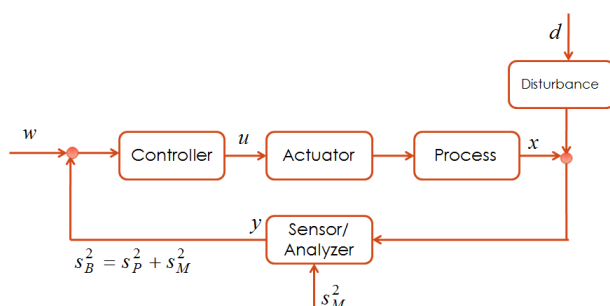 d
Disturbance
w
Controller
u
Actuator
Process
x
y
Sensor/
Analyzer
s_B^2 = s_P^2 + s_M^2
s_M^2